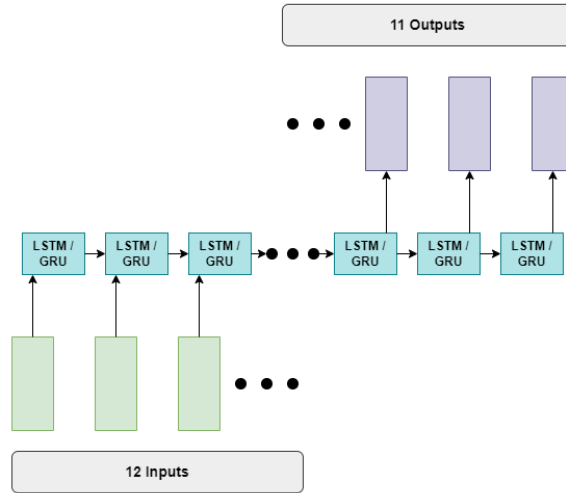 11 Outputs
LSTM /
GRU
LSTM /
GRU
LSTM /
GRU
LSTM /
GRU
LSTM /
GRU
LSTM /
GRU
12 Inputs